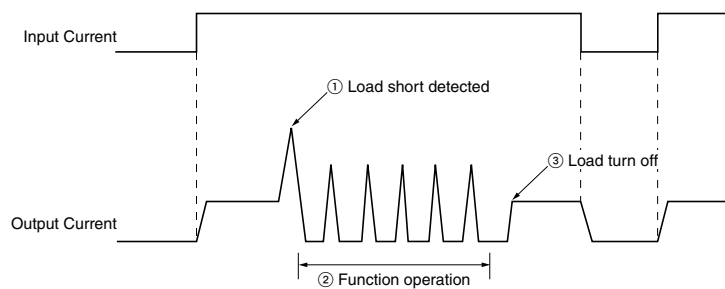 Input Current
① Load short detected
③ Load turn off
Output Current
② Function operation